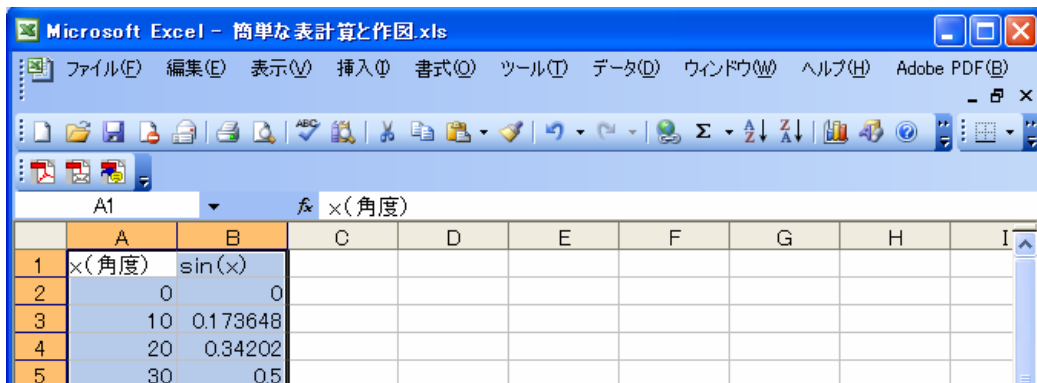 Microsoft Excel - 簡単な表計算と作図.xls
ファイル(F) 編集(E) 表示(V) 挿入(I) 書式(O) ツール(T) データ(D) ウィンドウ(W) ヘルプ(H) Adobe PDF(B)
A1 fx x(角度)
A B C D E F G H I
1 x(角度) sin(x)
2 0 0
3 10 0.173648
4 20 0.34202
5 30 0.5